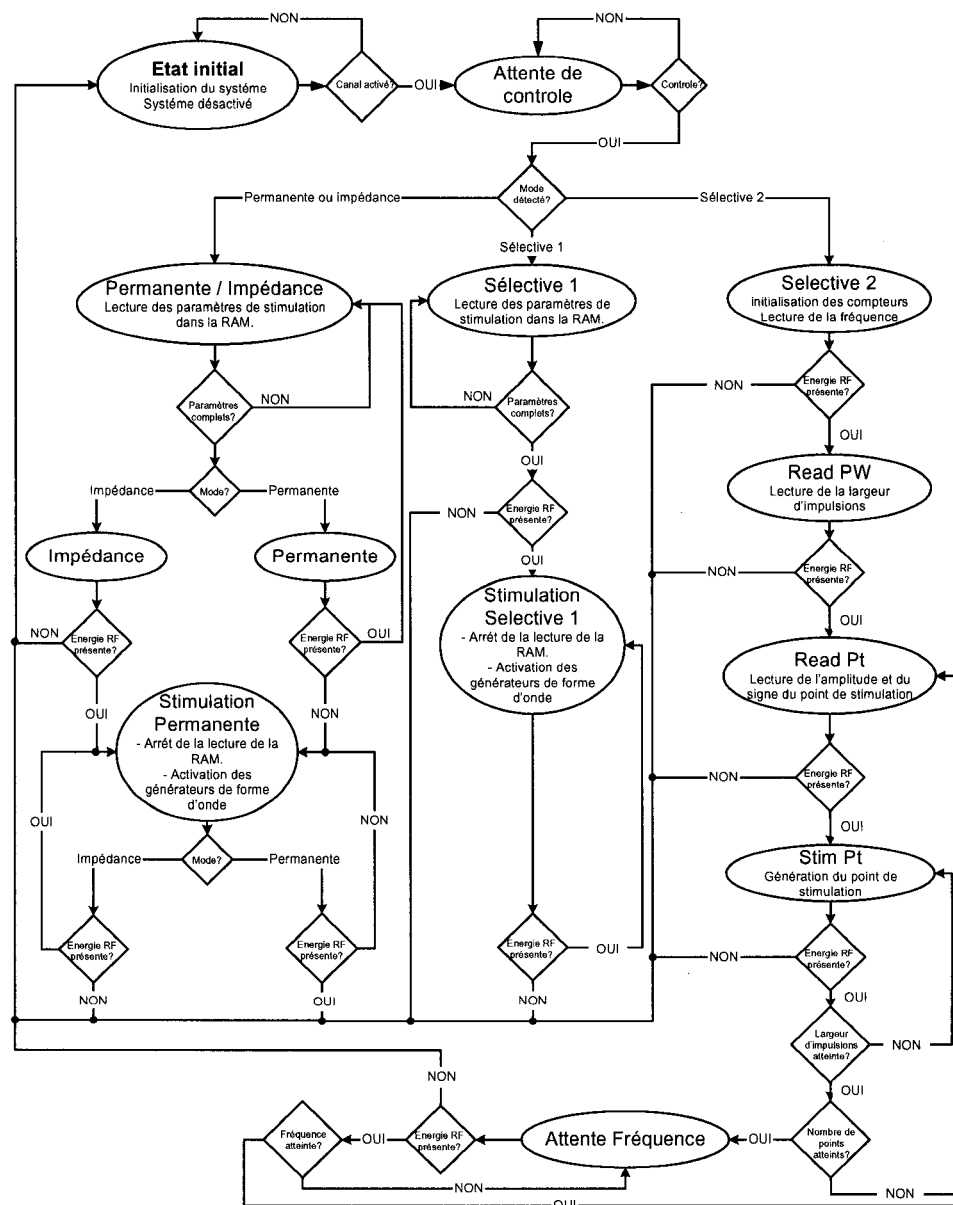 NON
NON
Etat initial
Initialisation du système
Systéme désactivé
Canal activé?
OUI
Attente de
controle
Controle?
OUI
Mode
détecté?
Permanente ou impédance
Sélective 2
Sélective 1
Permanente / Impédance
Lecture des paramètres de
stimulation
dans la RAM.
Sélective 1
Lecture des paramètres de
stimulation dans la RAM.
Selective 2
initialisation des compteurs
Lecture de la fréquence
Paramètres
complets?
NON
NON
Paramètres
complets?
NON
Energie RF
présente?
OUI
OUI
Mode?
Impédance
Permanente
NON
Energie RF
présente?
OUI
Read PW
Lecture de la largeur
d'impulsions
Impédance
Permanente
NON
Energie RF
présente?
OUI
NON
Energie RF
présente?
Energie RF
présente?
OUI
Stimulation
Selective 1
- Arrêt de la lecture de la
RAM.
- Activation des
générateurs de forme
d'onde
Read Pt
Lecture de l'amplitude et du
signe du point de stimulation
OUI
NON
Stimulation
Permanente
- Arrét de la lecture de la
RAM.
- Activation des
générateurs de forme
d'onde
NON
Energie RF
présente?
OUI
OUI
NON
Impédance
Mode?
Permanente
Stim Pt
Génération du point de
stimulation
Energie RF
présente?
Energie RF
présente?
Energie RF
présente?
OUI
NON
Energie RF
présente?
NON
OUI
NON
OUI
Largeur
d'impulsions
atteinte?
NON
OUI
NON
Fréquence
atteinte?
OUI
Energie RF
présente?
Attente Fréquence
OUI
Nombre de
points
atteints?
NON
NON
OUI